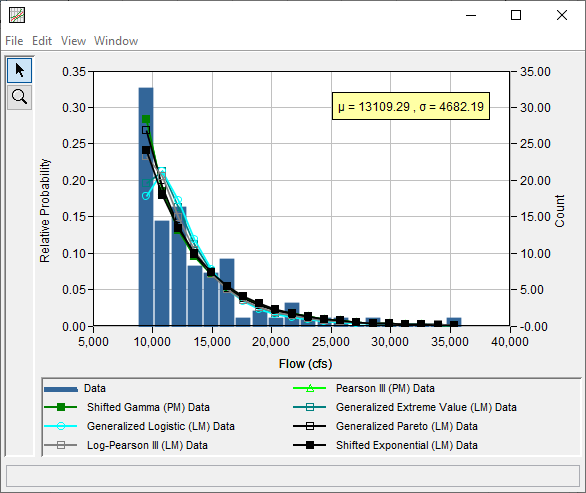 File Edit View Window
μ = 13109.29 , σ = 4682.19
0.35 35.00
0.30 30.00
0.25 25.00
0.20 20.00
0.15 15.00
0.10 10.00
0.05 5.00
0.00 -0.00
Relative Probability
Count
5,000 10,000 15,000 20,000 25,000 30,000 35,000 40,000
Flow (cfs)
Data Pearson III (PM) Data
Shifted Gamma (PM) Data Generalized Extreme Value (LM) Data
Generalized Logistic (LM) Data Generalized Pareto (LM) Data
Log-Pearson III (LM) Data Shifted Exponential (LM) Data